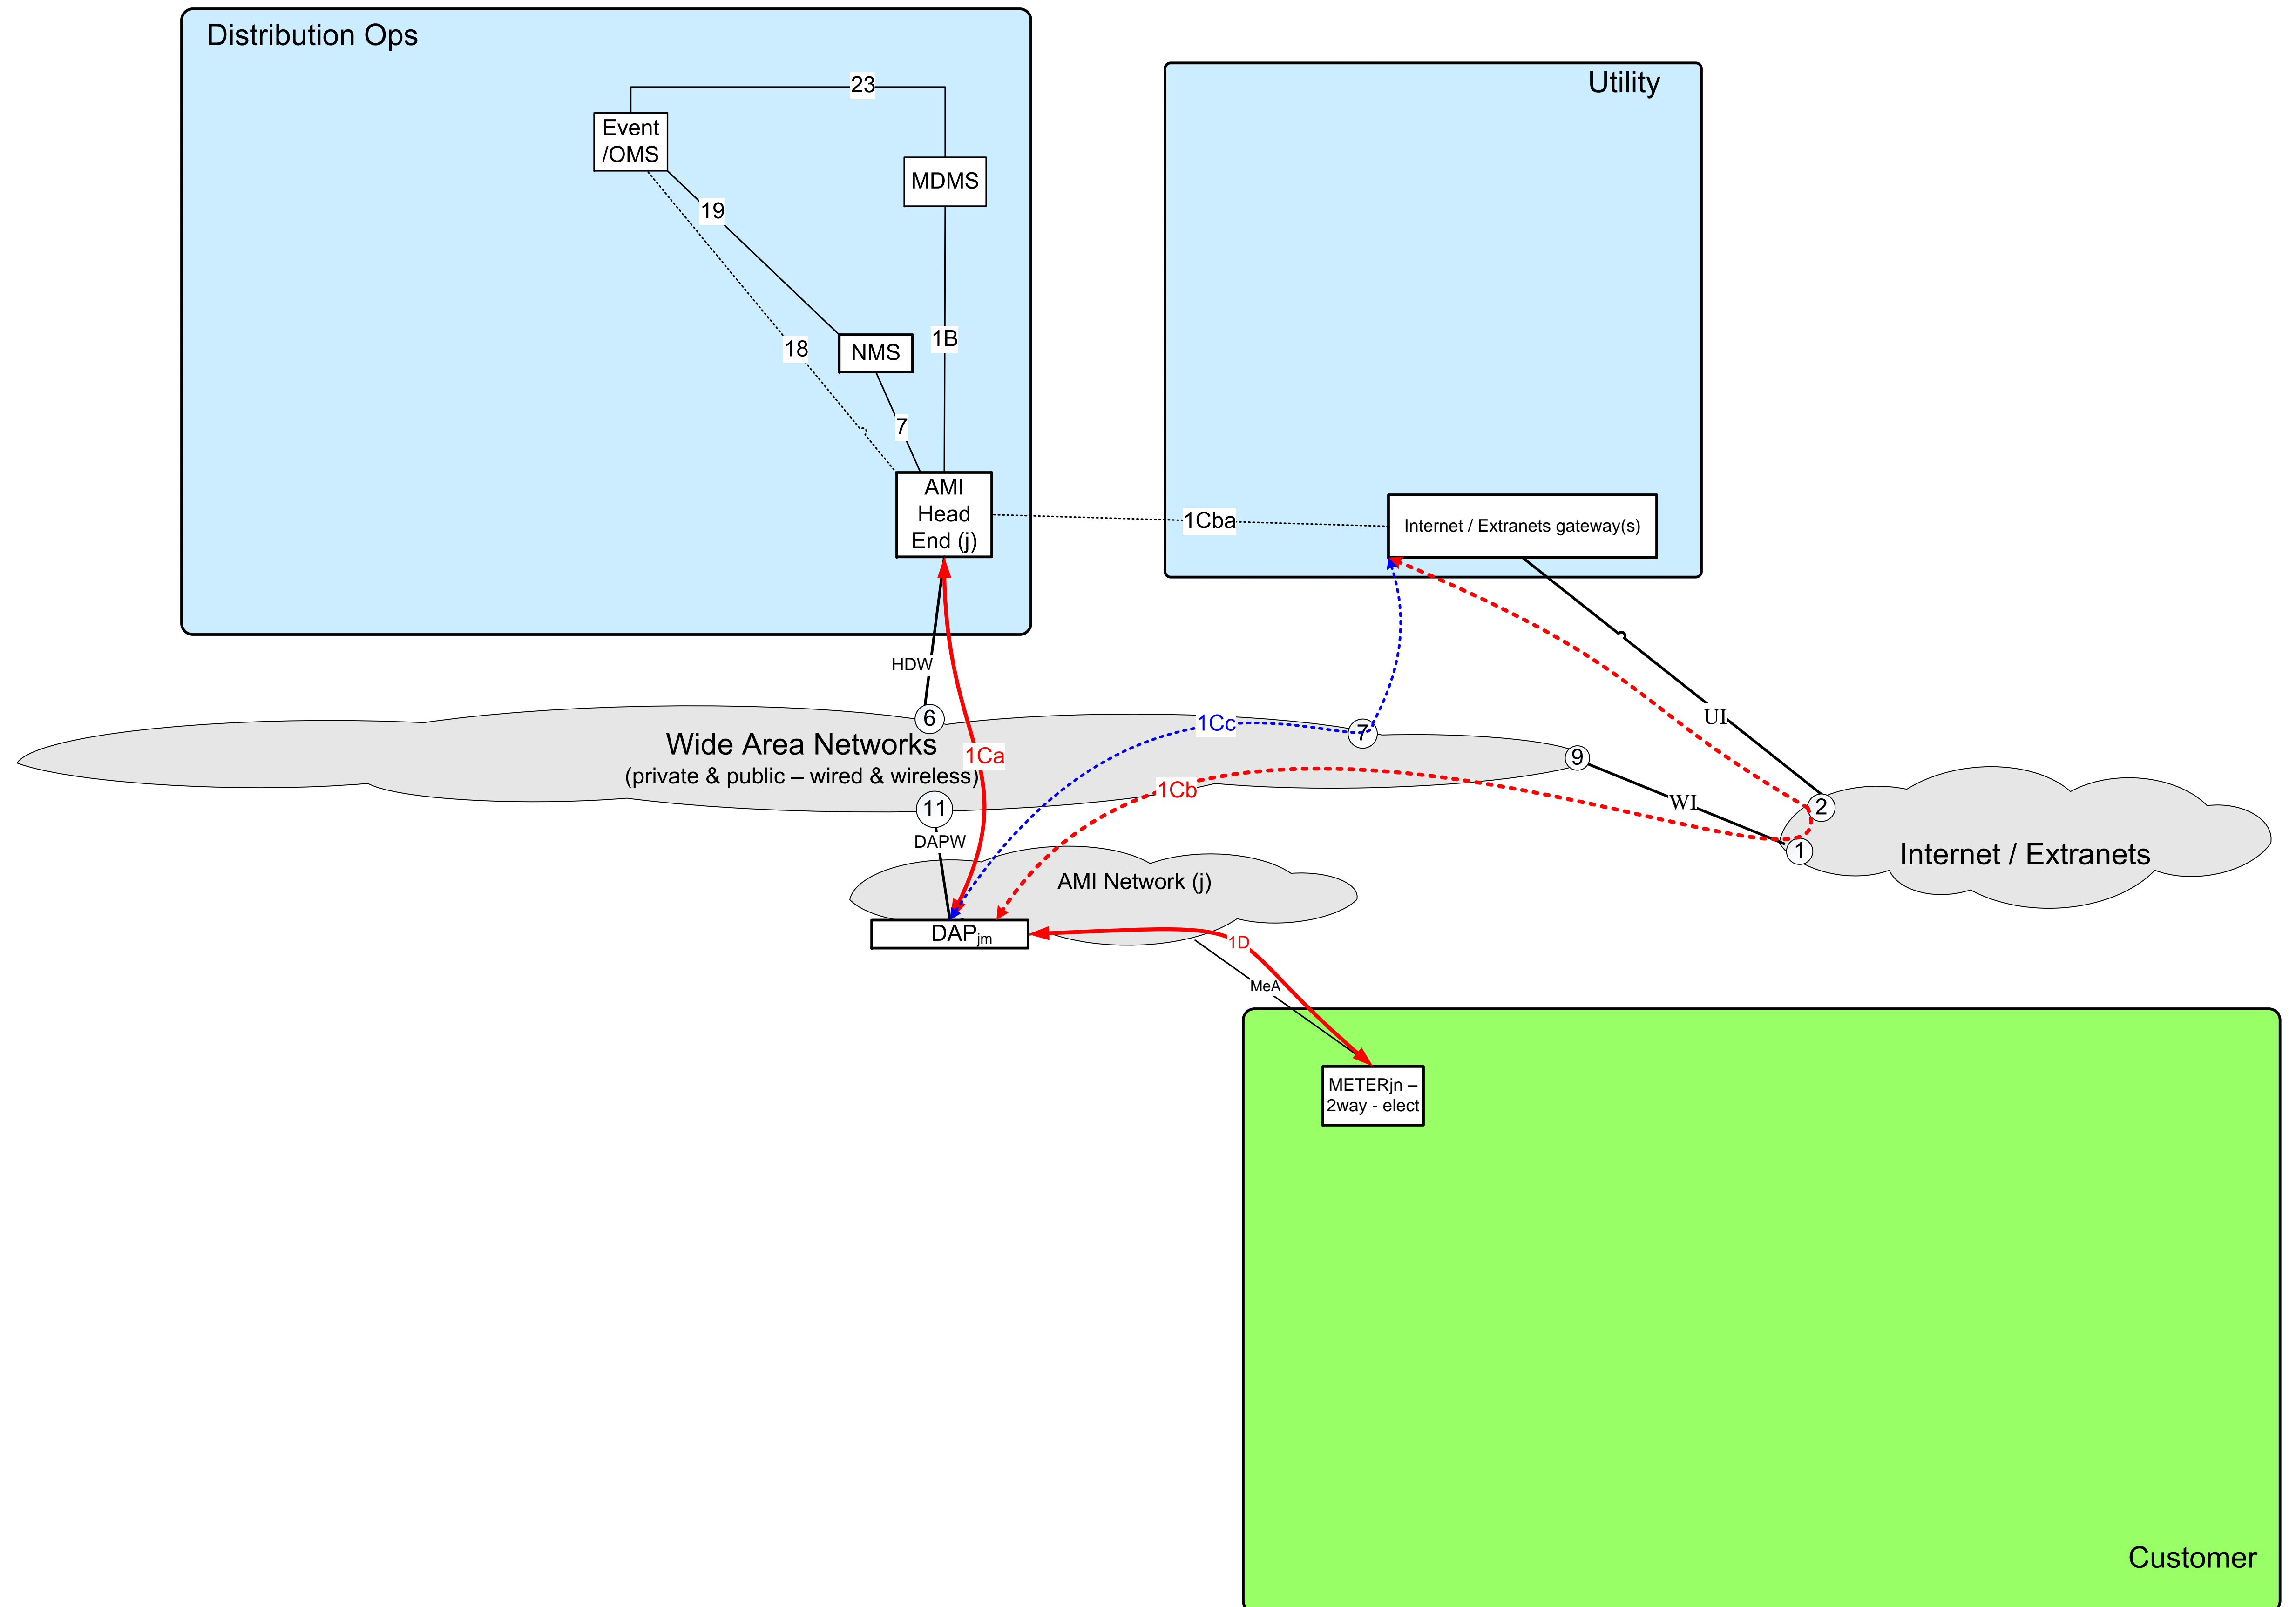 Distribution Ops
Utility
23
Event
/OMS
MDMS
19
18
NMS
1B
7
AMI
Head
End (j)
1Cba
Internet / Extranets gateway(s)
HDW
6
Wide Area Networks
(private & public – wired & wireless)
1Ca
1Cc
7
UI
9
1Cb
WI
2
11
DAPW
1
Internet / Extranets
AMI Network (j)
DAPjm
1D
MeA
METERjn –
2way - elect
Customer